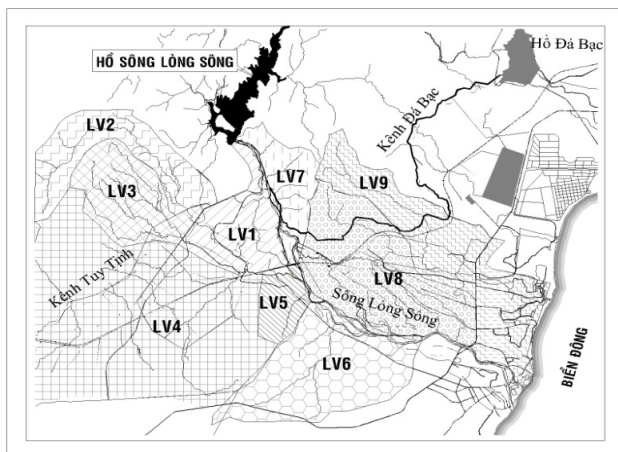 HỒ SÔNG LÒNG SÔNG
Hồ Đá Bạc
Kênh Đá Bạc
LV2
LV7
LV9
LV3
LV1
Kênh Tuy Tịnh
LV8
Sông Lòng Sông
LV5
LV4
LV6
BIỂN ĐÔNG